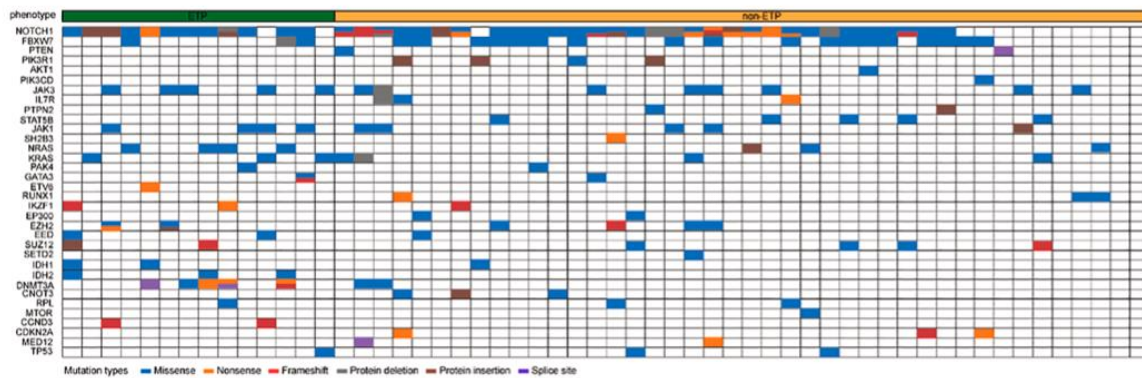 phenotype ETP non-ETP
NOTCH1
FBXW7
PTEN
PIK3R1
AKT1
PIK3CD
JAK3
IL7R
PTPN2
STAT5B
JAK1
SH2B3
NRAS
KRAS
PAK4
GATA3
ETV6
RUNX1
IKZF1
EP300
EZH2
EED
SUZ12
SETD2
IDH1
IDH2
DNMT3A
CNOT3
RPL
MTOR
CCND3
CDKN2A
MED12
TP53
Mutation types Missense Nonsense Frameshift Protein deletion Protein insertion Splice site